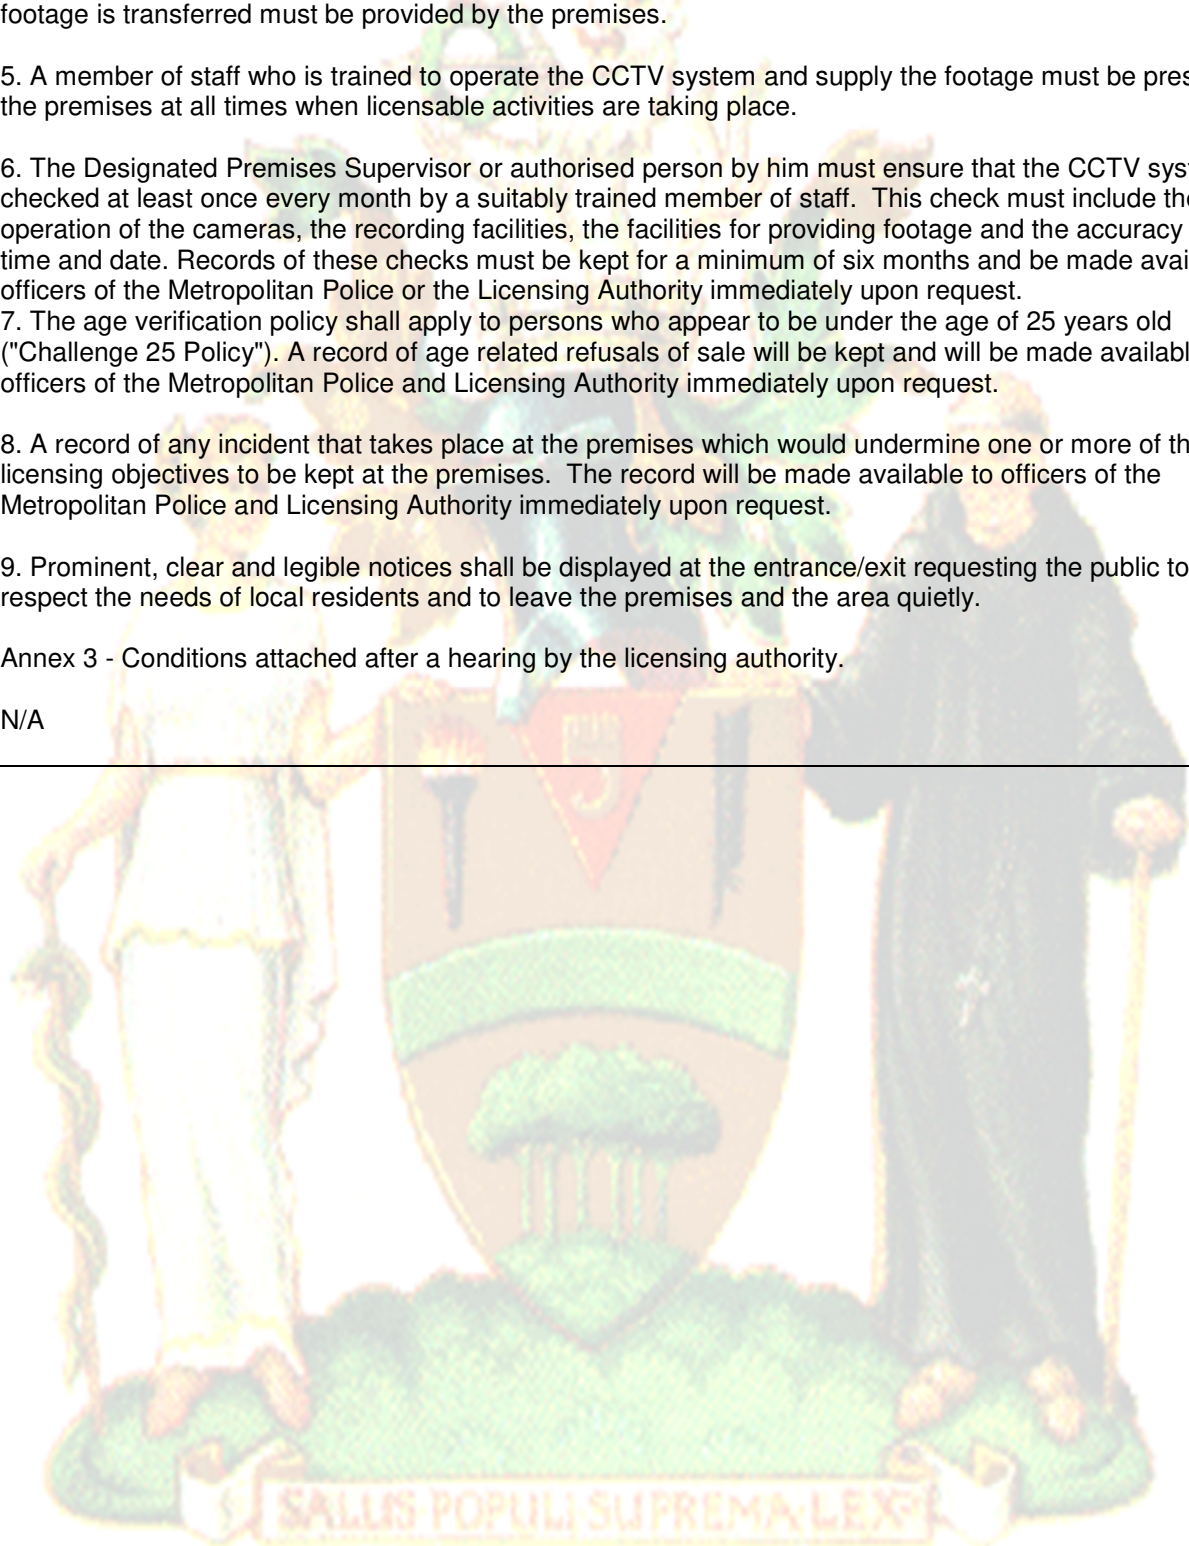 footage is transferred must be provided by the premises.
5. A member of staff who is trained to operate the CCTV system and supply the footage must be pres
the premises at all times when licensable activities are taking place.
6. The Designated Premises Supervisor or authorised person by him must ensure that the CCTV syst
checked at least once every month by a suitably trained member of staff.  This check must include the
operation of the cameras, the recording facilities, the facilities for providing footage and the accuracy
time and date. Records of these checks must be kept for a minimum of six months and be made avai
officers of the Metropolitan Police or the Licensing Authority immediately upon request.
7. The age verification policy shall apply to persons who appear to be under the age of 25 years old
("Challenge 25 Policy"). A record of age related refusals of sale will be kept and will be made availabl
officers of the Metropolitan Police and Licensing Authority immediately upon request.
8. A record of any incident that takes place at the premises which would undermine one or more of th
licensing objectives to be kept at the premises.  The record will be made available to officers of the
Metropolitan Police and Licensing Authority immediately upon request.
9. Prominent, clear and legible notices shall be displayed at the entrance/exit requesting the public to
respect the needs of local residents and to leave the premises and the area quietly.
Annex 3 - Conditions attached after a hearing by the licensing authority.
N/A
SALUS·POPULI·SUPREMA·LEX